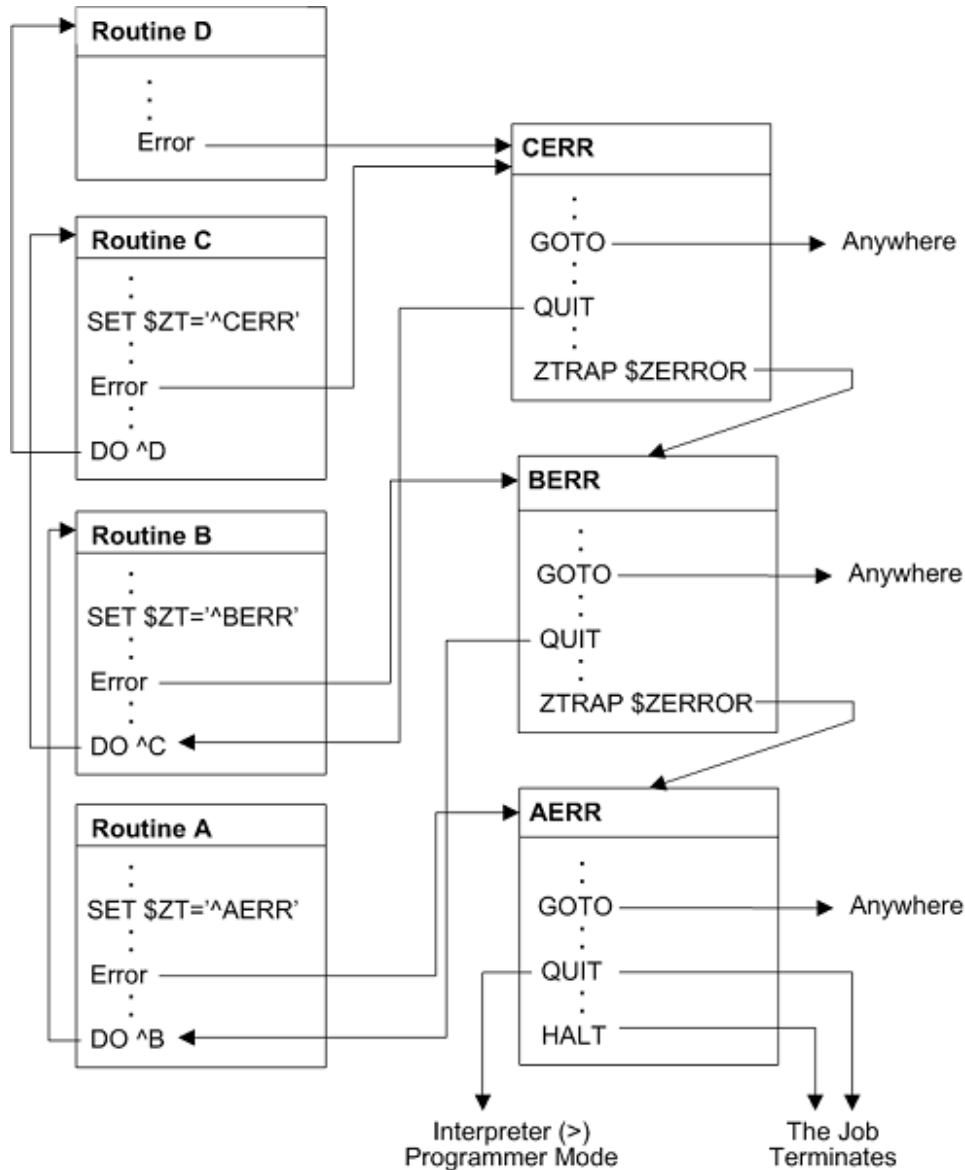 Routine D
Error
CERR
GOTO
Anywhere
QUIT
ZTRAP $ZERROR
Routine C
SET $ZT='^CERR'
Error
DO ^D
BERR
GOTO
Anywhere
QUIT
ZTRAP $ZERROR
Routine B
SET $ZT='^BERR'
Error
DO ^C
AERR
GOTO
Anywhere
QUIT
HALT
Routine A
SET $ZT='^AERR'
Error
DO ^B
Interpreter (>)
Programmer Mode
The Job
Terminates